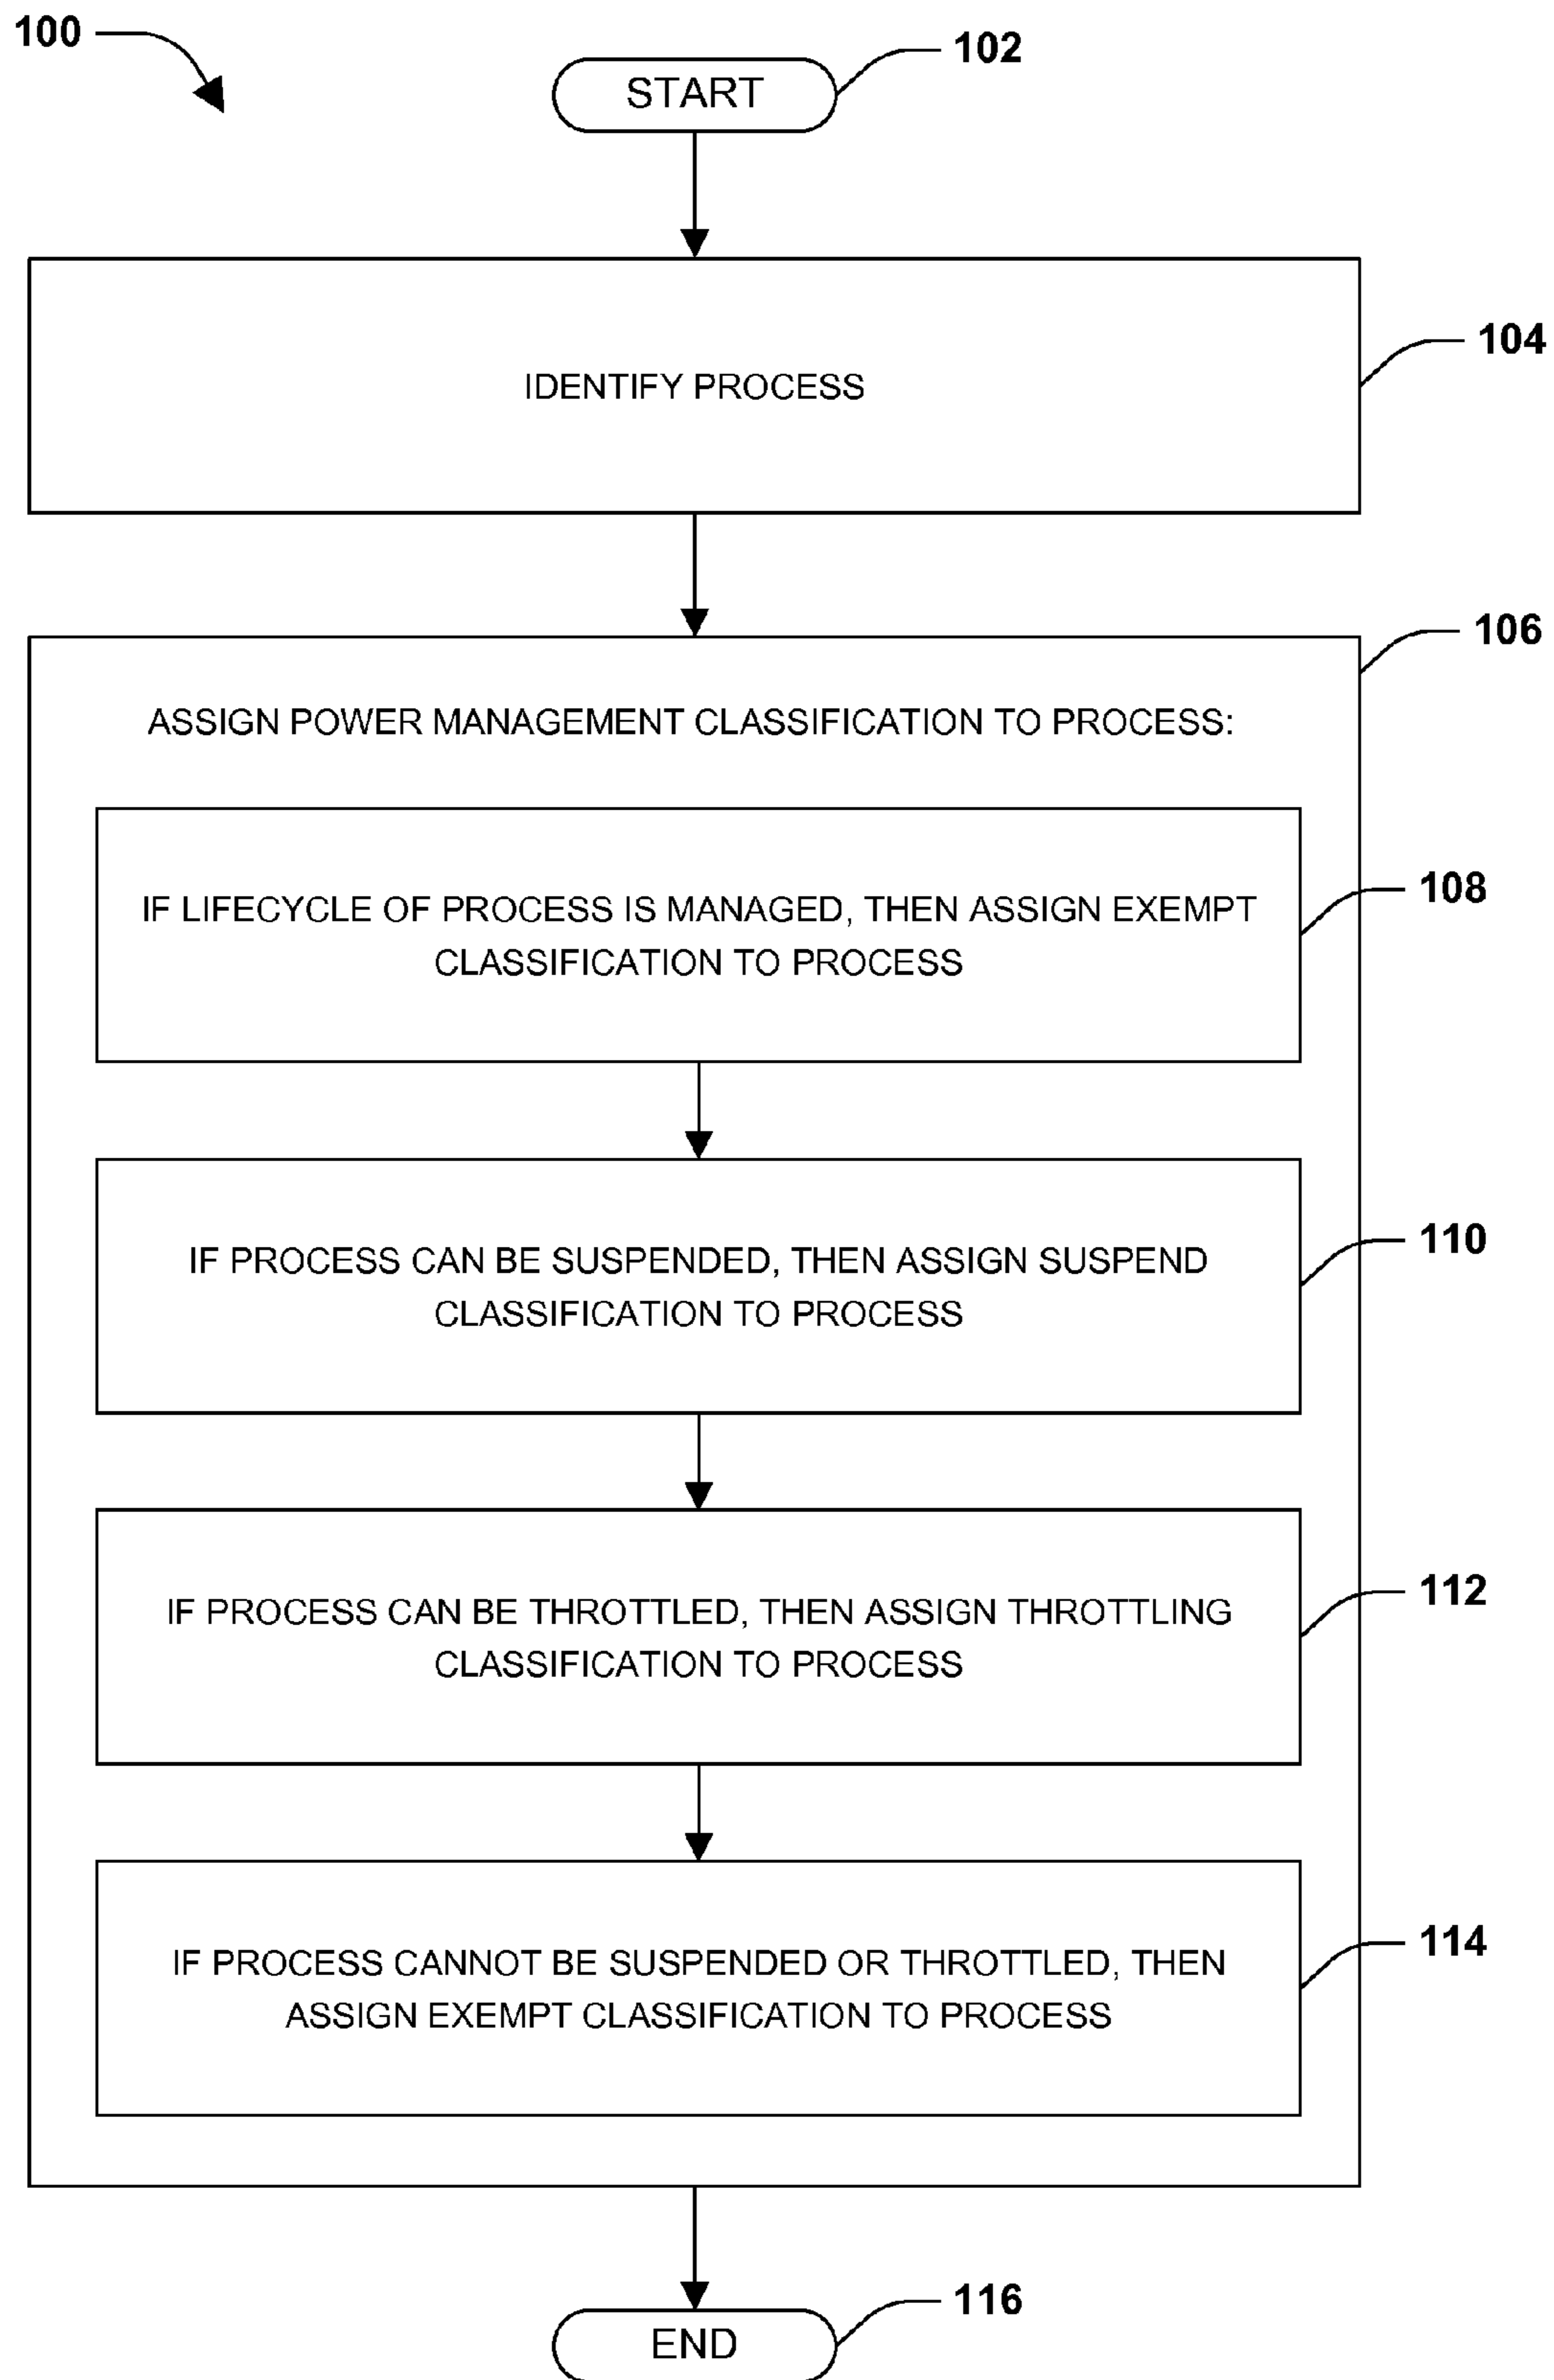 100
102
START
104
IDENTIFY PROCESS
106
ASSIGN POWER MANAGEMENT CLASSIFICATION TO PROCESS:
108
IF LIFECYCLE OF PROCESS IS MANAGED, THEN ASSIGN EXEMPT
CLASSIFICATION TO PROCESS
110
IF PROCESS CAN BE SUSPENDED, THEN ASSIGN SUSPEND
CLASSIFICATION TO PROCESS
112
IF PROCESS CAN BE THROTTLED, THEN ASSIGN THROTTLING
CLASSIFICATION TO PROCESS
114
IF PROCESS CANNOT BE SUSPENDED OR THROTTLED, THEN
ASSIGN EXEMPT CLASSIFICATION TO PROCESS
116
END